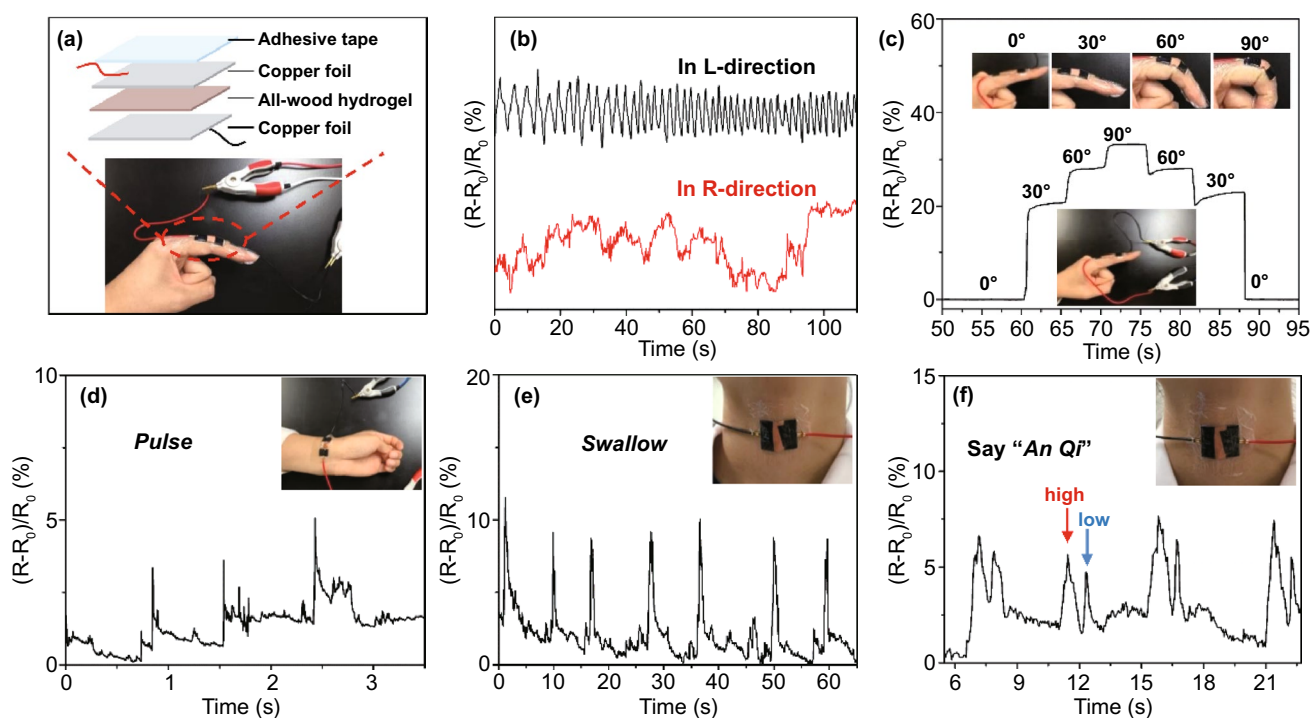 (a)
Adhesive tape
Copper foil
All-wood hydrogel
Copper foil
(b)
In L-direction
In R-direction
(R-R₀)/R₀ (%)
0 20 40 60 80 100
Time (s)
(c)
0° 30° 60° 90°
(R-R₀)/R₀ (%)
60
40
20
0
0° 30° 60° 90° 60° 30° 0°
50 55 60 65 70 75 80 85 90 95
Time (s)
(d)
Pulse
(R-R₀)/R₀ (%)
10
5
0
0 1 2 3
Time (s)
(e)
Swallow
(R-R₀)/R₀ (%)
20
15
10
5
0
0 10 20 30 40 50 60
Time (s)
(f)
Say “An Qi”
high
low
(R-R₀)/R₀ (%)
15
10
5
0
6 9 12 15 18 21
Time (s)